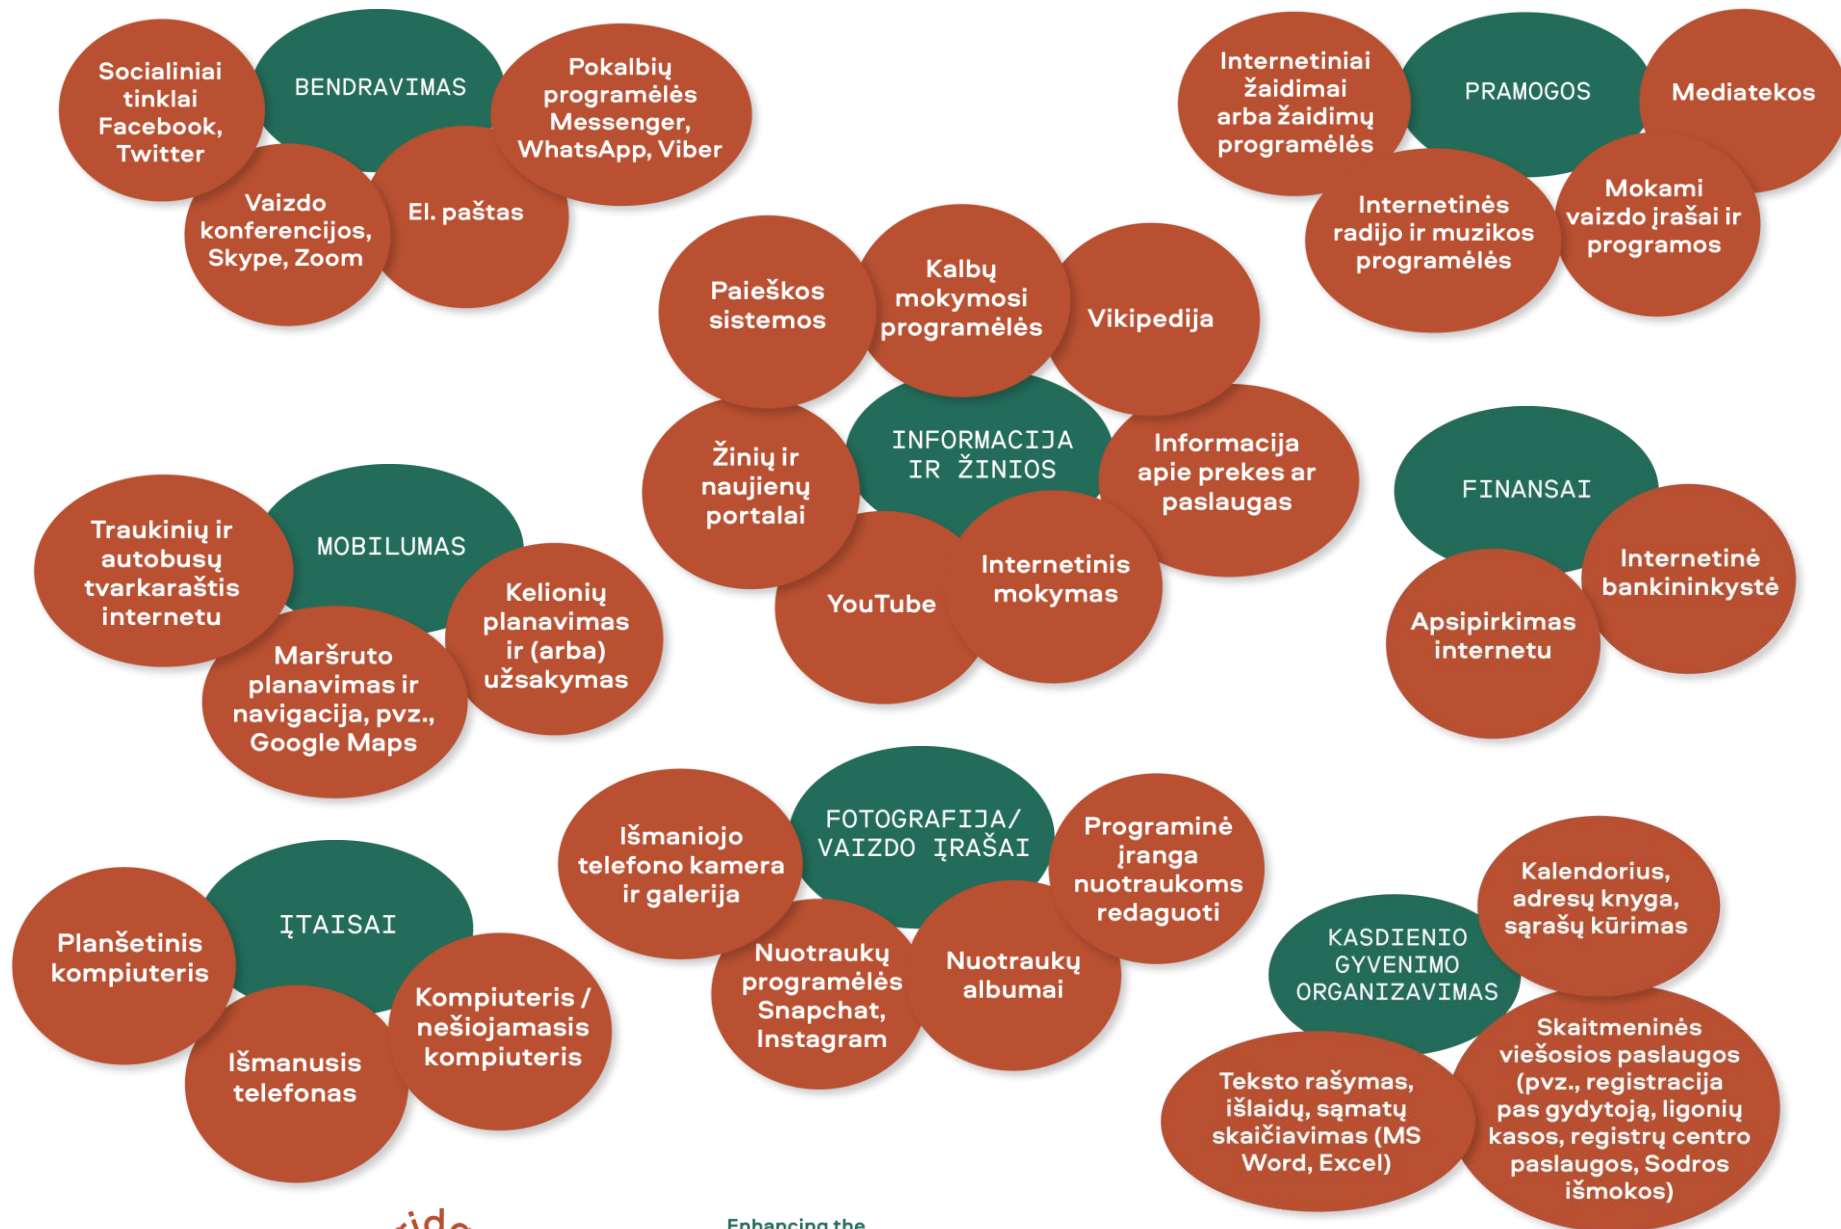 BENDRAVIMAS
Socialiniai
tinklai
Facebook,
Twitter
Vaizdo
konferencijos,
Skype, Zoom
El. paštas
Pokalbių
programėlės
Messenger,
WhatsApp, Viber
PRAMOGOS
Internetiniai
žaidimai
arba žaidimų
programėlės
Internetinės
radijo ir muzikos
programėlės
Mokami
vaizdo įrašai ir
programos
Mediatekos
INFORMACIJA
IR ŽINIOS
Paieškos
sistemos
Kalbų
mokymosi
programėlės
Vikipedija
Informacija
apie prekes ar
paslaugas
Internetinis
mokymas
YouTube
Žinių ir
naujienų
portalai
MOBILUMAS
Traukinių ir
autobusų
tvarkaraštis
internetu
Maršruto
planavimas ir
navigacija, pvz.,
Google Maps
Kelionių
planavimas
ir (arba)
užsakymas
FINANSAI
Apsipirkimas
internetu
Internetinė
bankininkystė
ĮTAISAI
Planšetinis
kompiuteris
Išmanusis
telefonas
Kompiuteris /
nešiojamasis
kompiuteris
FOTOGRAFIJA/
VAIZDO ĮRAŠAI
Išmaniojo
telefono kamera
ir galerija
Nuotraukų
programėlės
Snapchat,
Instagram
Nuotraukų
albumai
Programinė
įranga
nuotraukoms
redaguoti
KASDIENIO
GYVENIMO
ORGANIZAVIMAS
Kalendorius,
adresų knyga,
sąrašų kūrimas
Teksto rašymas,
išlaidų, sąmatų
skaičiavimas (MS
Word, Excel)
Skaitmeninės
viešosios paslaugos
(pvz., registracija
pas gydytoją, ligonių
kasos, registrų centro
paslaugos, Sodros
išmokos)
Enhancing the